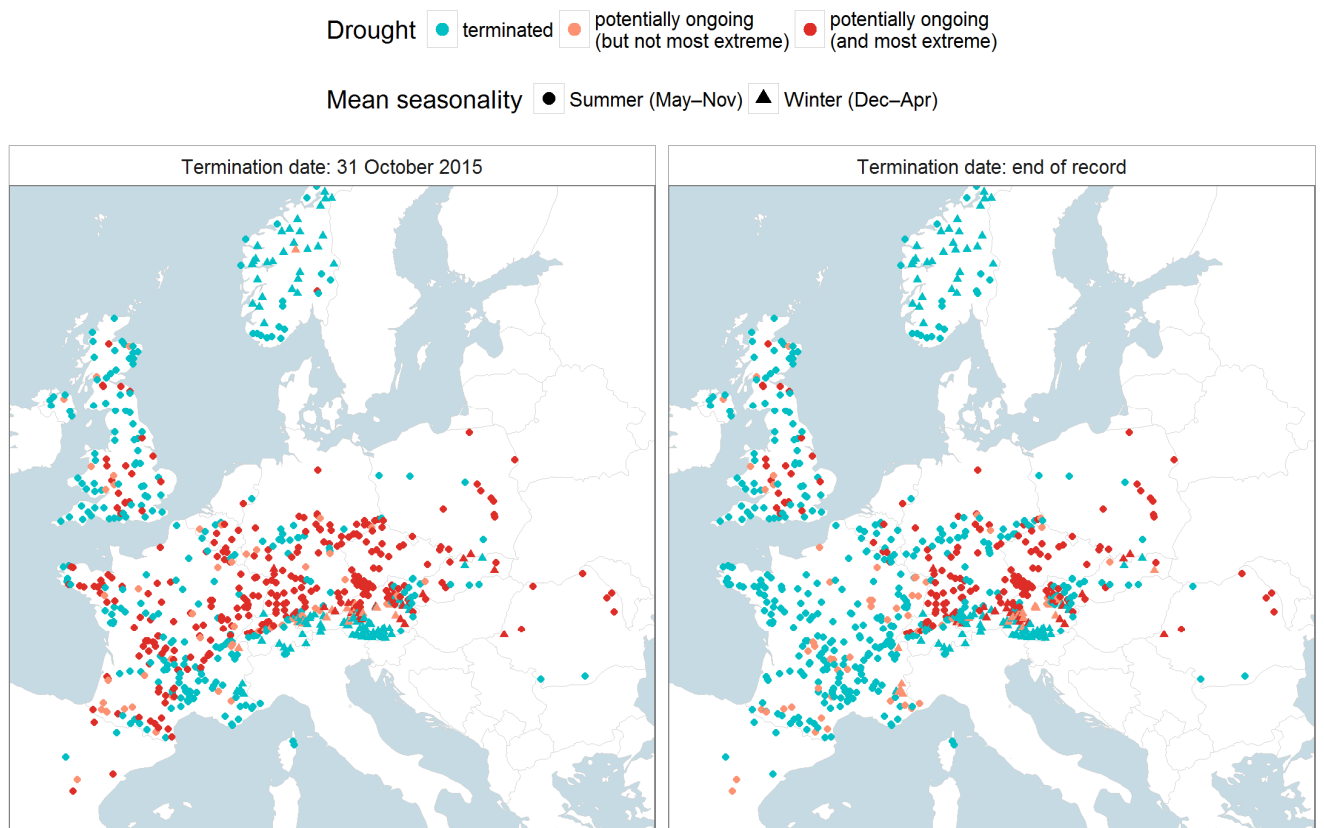 Drought terminated potentially ongoing (but not most extreme) potentially ongoing (and most extreme)
Mean seasonality Summer (May–Nov) Winter (Dec–Apr)
Termination date: 31 October 2015
Termination date: end of record